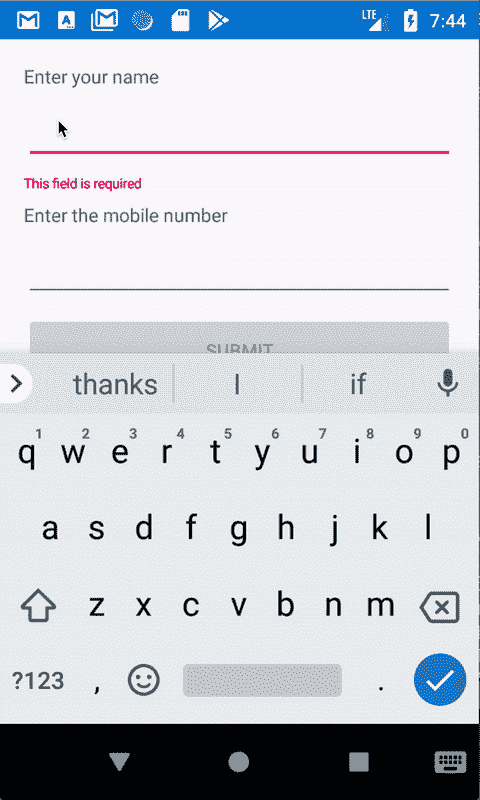 LTE 7:44
Enter your name
This field is required
Enter the mobile number
SUBMIT
thanks I if
1 2 3 4 5 6 7 8 9 0
q w e r t y u i o p
a s d f g h j k l
z x c v b n m
?123 , .